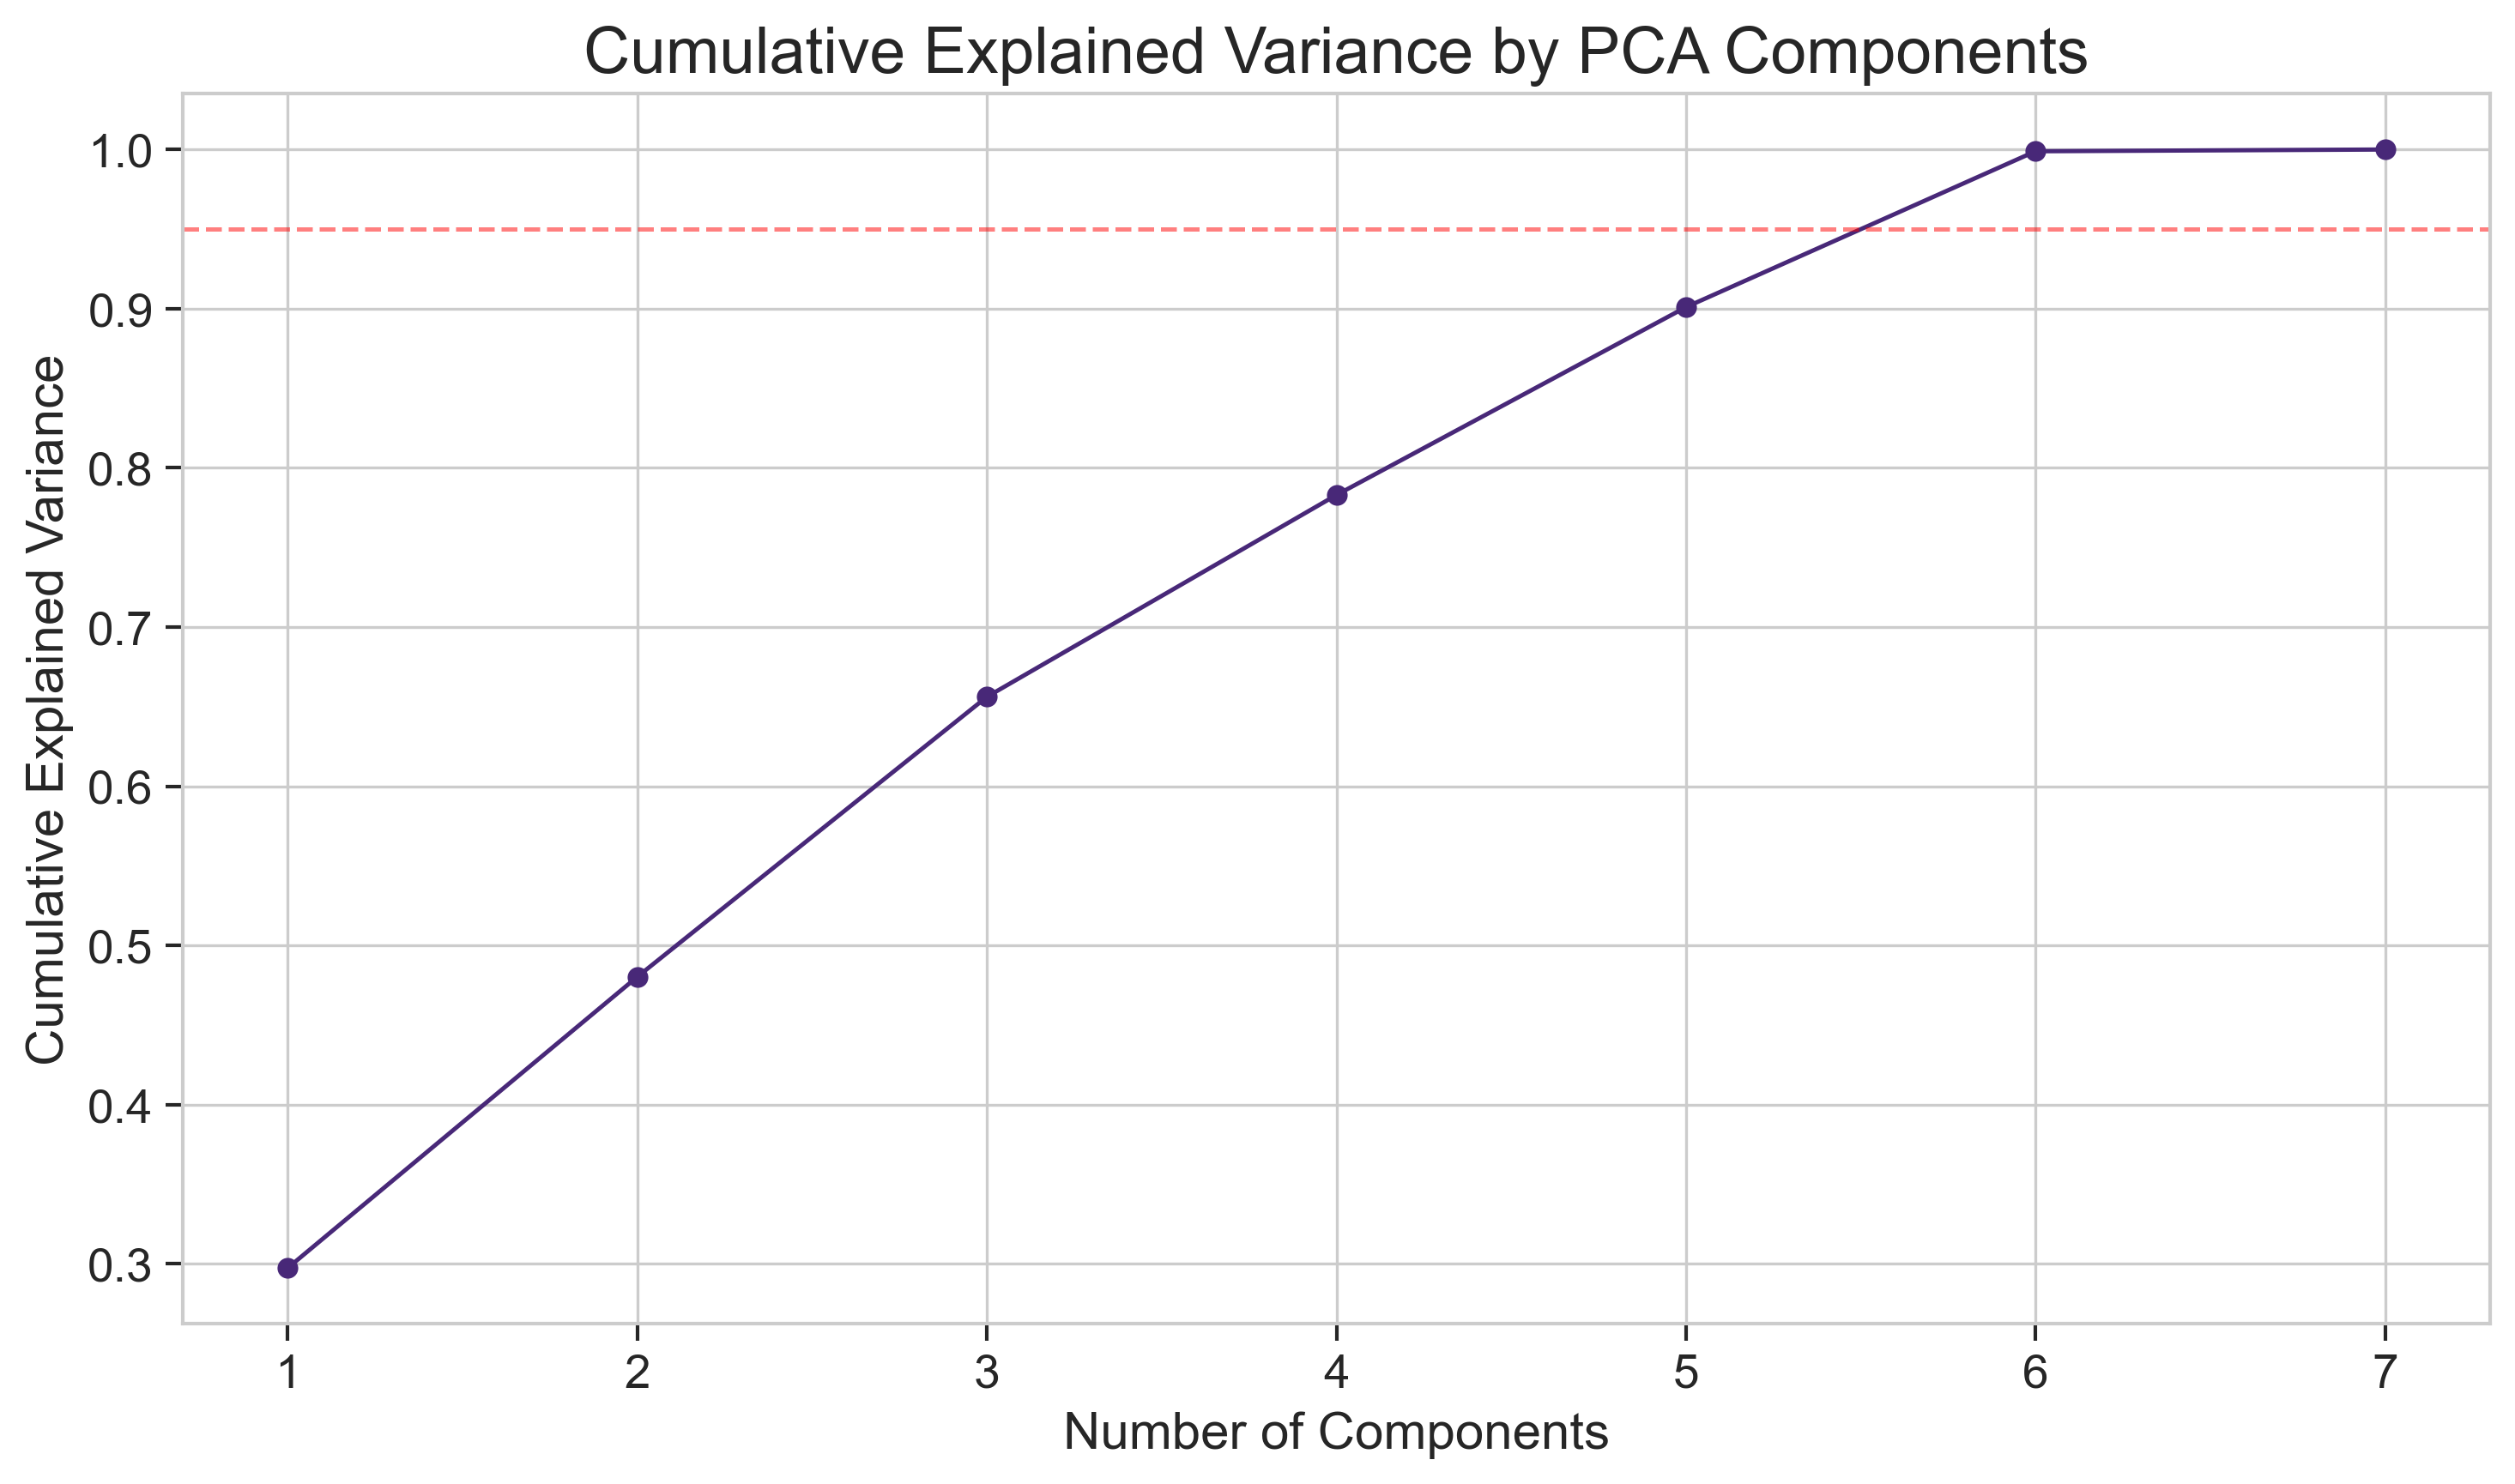 Cumulative Explained Variance by PCA Components
Cumulative Explained Variance
1.0
0.9
0.8
0.7
0.6
0.5
0.4
0.3
1 2 3 4 5 6 7
Number of Components